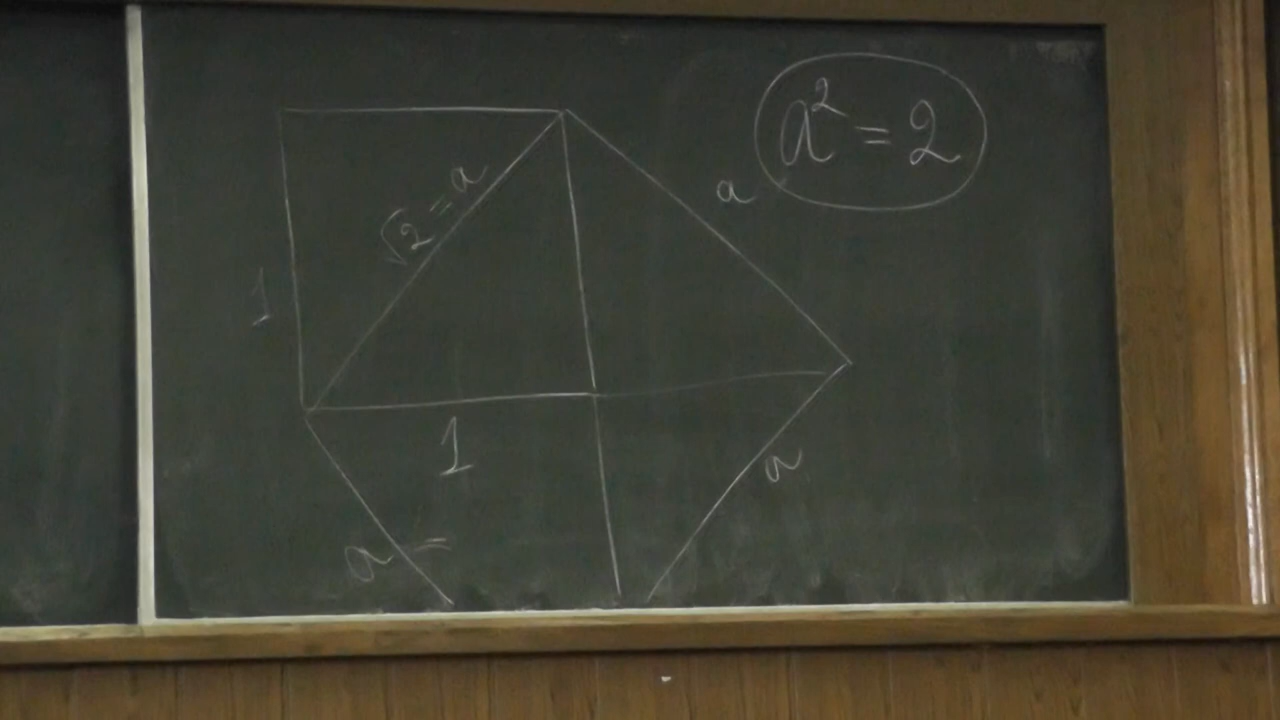 a² = 2
√2 = a
a
1
1
a
a =